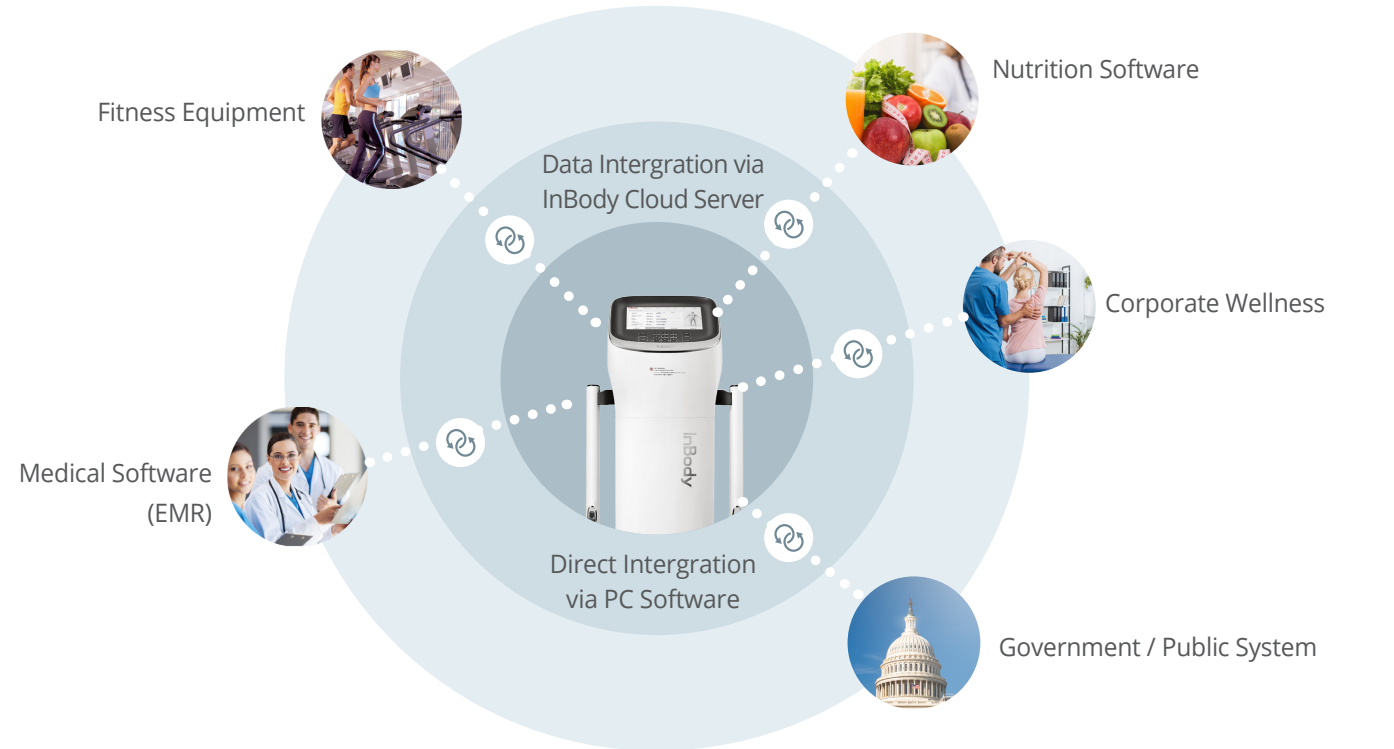 Nutrition Software
Fitness Equipment
Data Intergration via
InBody Cloud Server
Corporate Wellness
InBody
Medical Software
(EMR)
Direct Intergration
via PC Software
Government / Public System